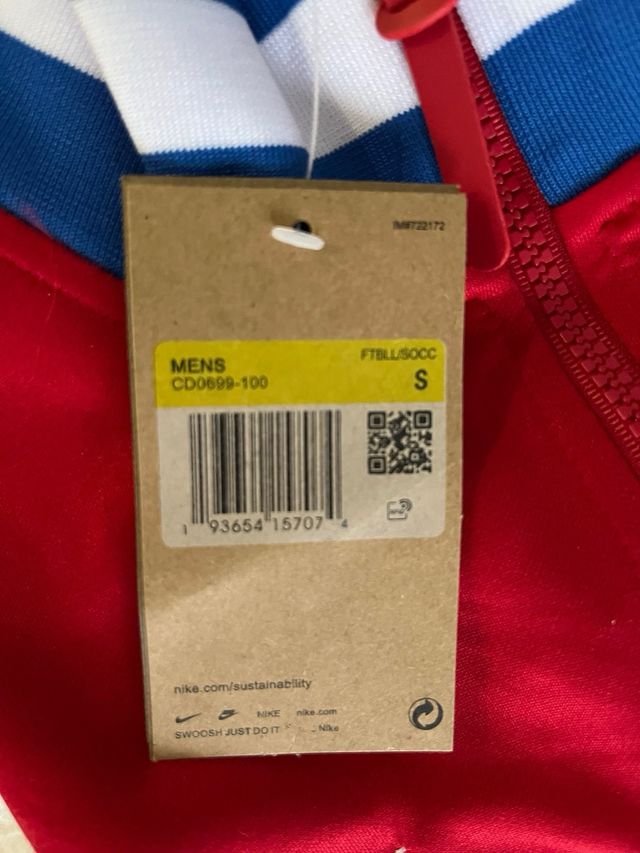 IM#722172
FTBLL/SOCC
MENS
CD0699-100
S
1 93654 15707 4
nike.com/sustainability
NIKE nike.com
SWOOSH JUST DO IT Nike